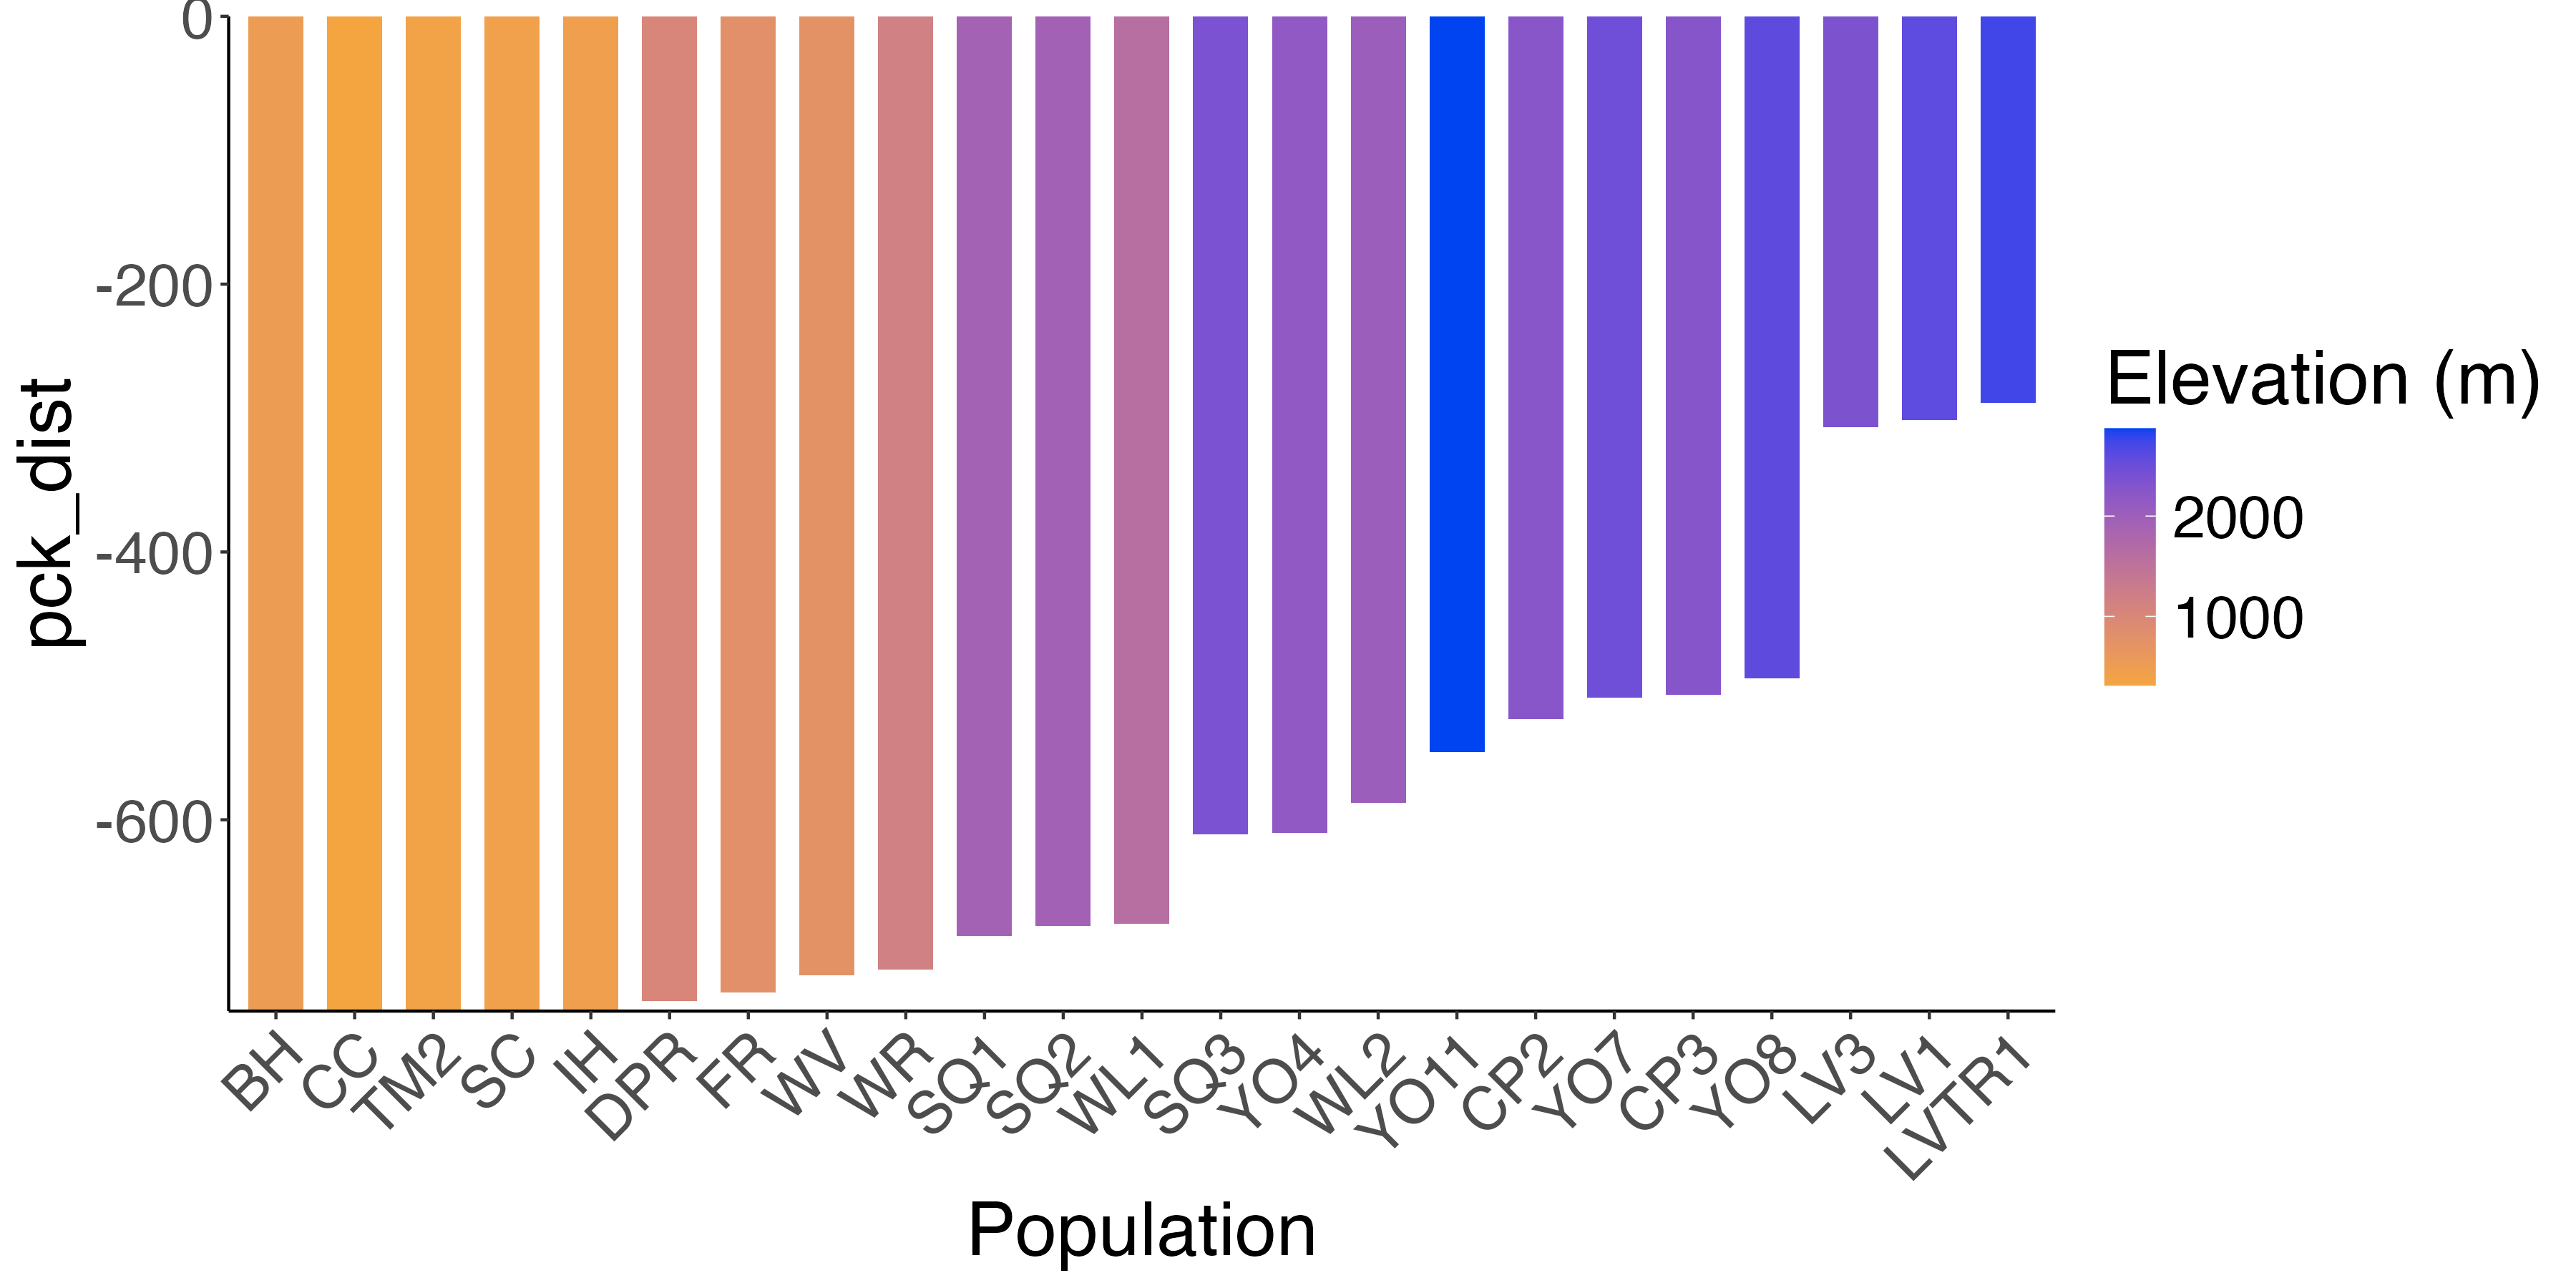 0
-200
-400
-600
pck_dist
BH
CC
TM2
SC
IH
DPR
FR
WV
WR
SQ1
SQ2
WL1
SQ3
YO4
WL2
YO11
CP2
YO7
CP3
YO8
LV3
LV1
LVTR1
Population
Elevation (m)
2000
1000